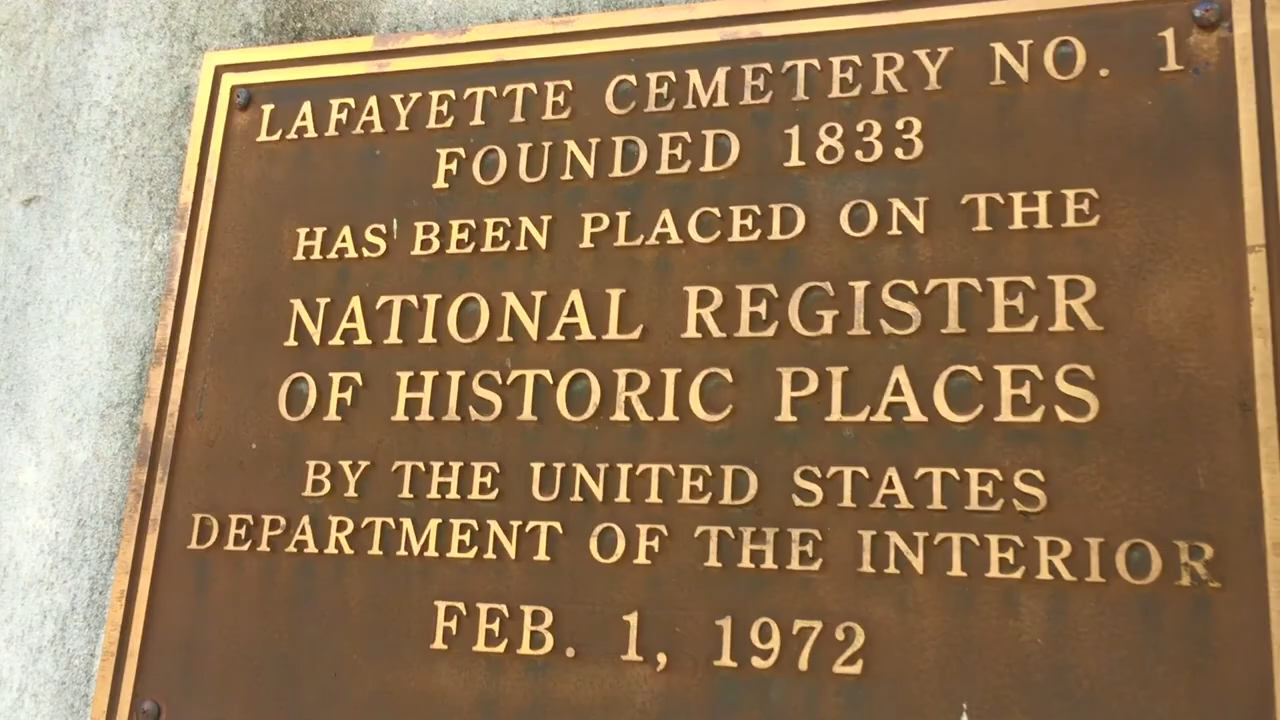 LAFAYETTE CEMETERY NO. 1
FOUNDED 1833
HAS BEEN PLACED ON THE
NATIONAL REGISTER
OF HISTORIC PLACES
BY THE UNITED STATES
DEPARTMENT OF THE INTERIOR
FEB. 1, 1972